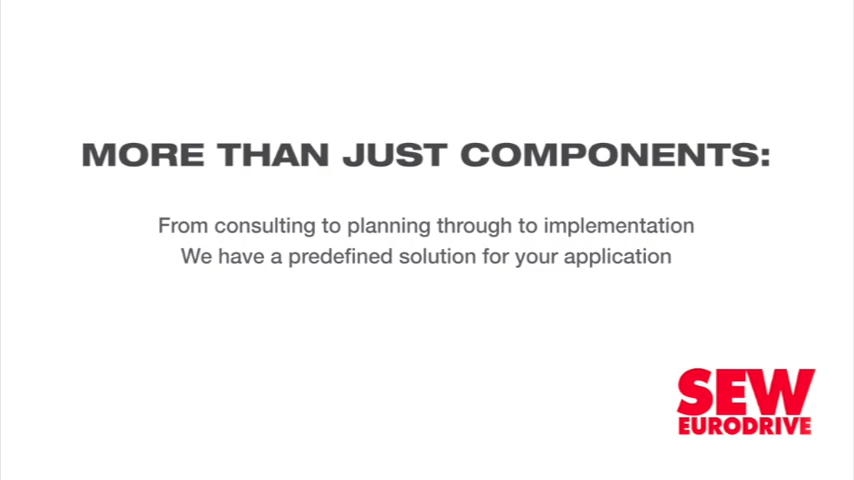 MORE THAN JUST COMPONENTS:
From consulting to planning through to implementation
We have a predefined solution for your application
SEW
EURODRIVE